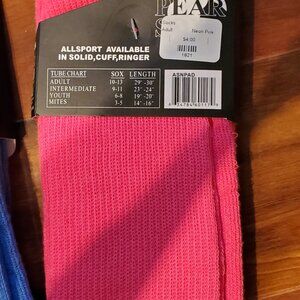 PEAR
Socks
Adult Neon Pink
$4.00
1821
ALLSPORT AVAILABLE
IN SOLID,CUFF,RINGER
TUBE CHART SOX LENGTH
ADULT 10-13 29" -30"
INTERMEDIATE 9-11 23" -24"
YOUTH 6-8 19" -20"
MITES 3-5 14" -16"
ASNPAD